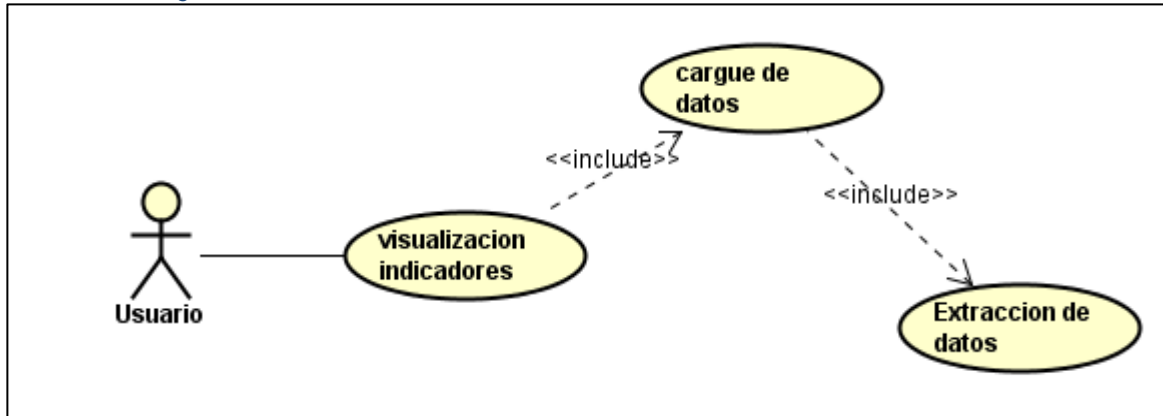 cargue de
datos
<<include>>
<<include>>
visualizacion
indicadores
Usuario
Extraccion de
datos